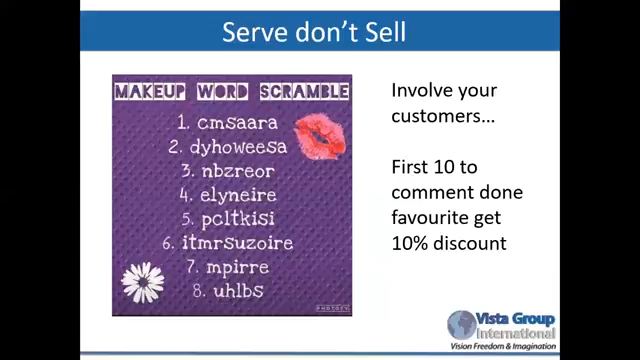 Serve don't Sell
MAKEUP WORD SCRAMBLE
1. cmsaara
2. dyhoweesa
3. nbzreor
4. elyneire
5. pcltkisi
6. itmrsuzoire
7. mpirre
8. uhlbs
Involve your
customers...
First 10 to
comment done
favourite get
10% discount
Vista Group
International
Vision Freedom & Imagination